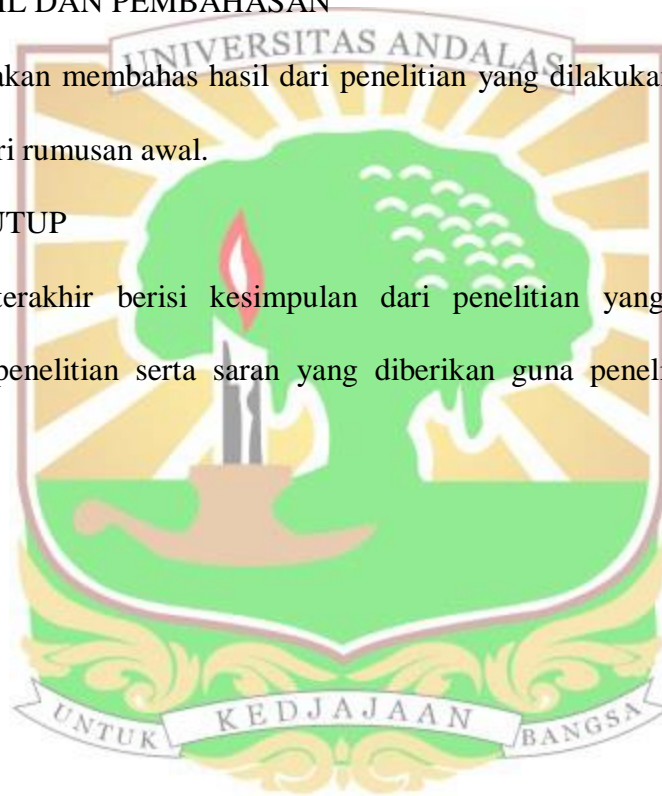 IL DAN PEMBAHASAN
UNIVERSITAS ANDALAS
akan membahas hasil dari penelitian yang dilakukan
ri rumusan awal.
UTUP
terakhir berisi kesimpulan dari penelitian yang
penelitian serta saran yang diberikan guna penel
UNTUK KEDJAJAAN BANGSA